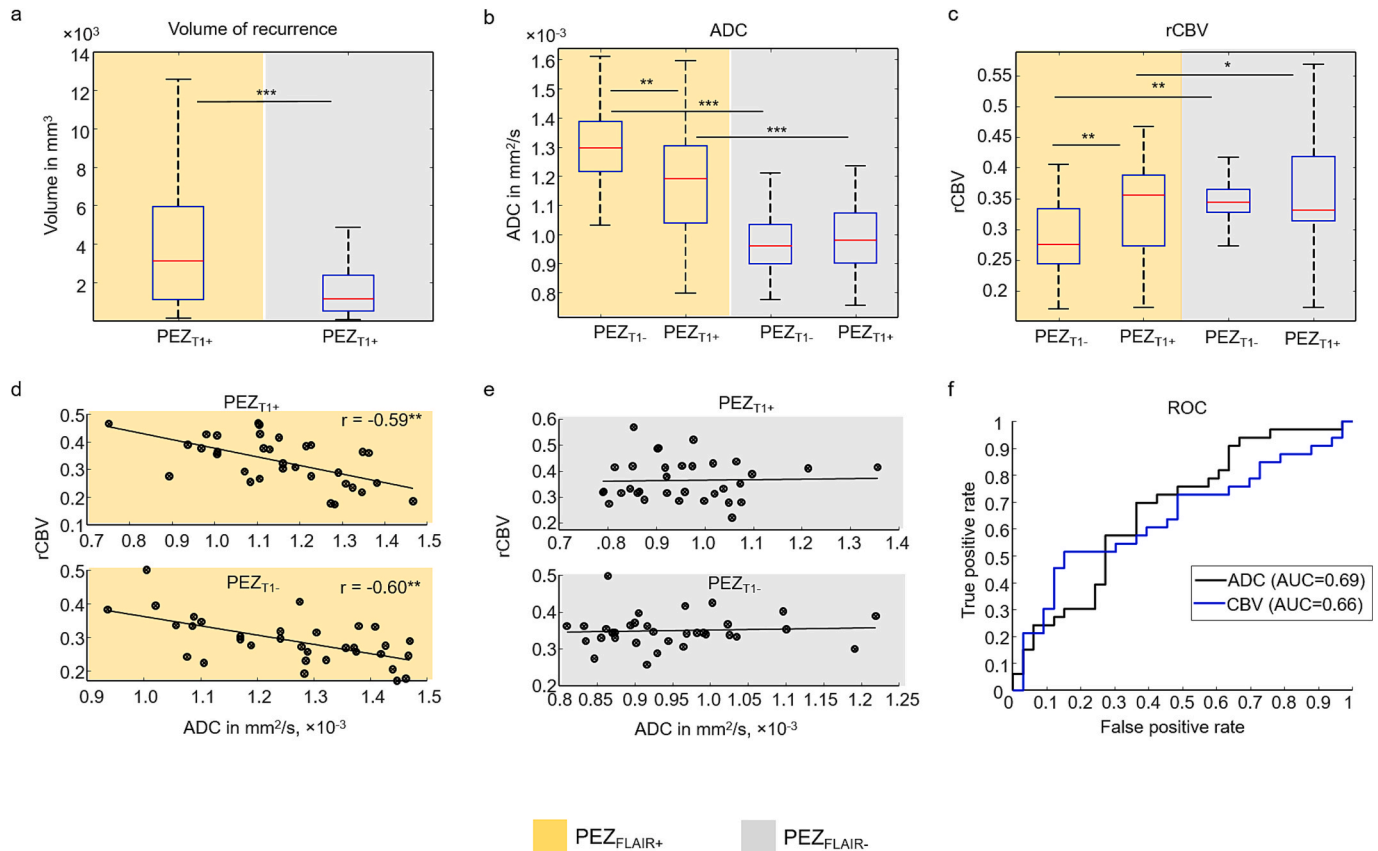 a
Volume of recurrence
×10³
Volume in mm³
14
12
10
8
6
4
2
***
PEZT1+ PEZT1+
b
ADC
×10⁻³
ADC in mm²/s
1.6
1.5
1.4
1.3
1.2
1.1
1.0
0.9
0.8
**
***
***
PEZT1- PEZT1+ PEZT1- PEZT1+
c
rCBV
rCBV
0.55
0.5
0.45
0.4
0.35
0.3
0.25
0.2
*
**
**
PEZT1- PEZT1+ PEZT1- PEZT1+
d
PEZT1+
r = -0.59**
0.5
0.4
0.3
0.2
0.1
0.7 0.8 0.9 1.0 1.1 1.2 1.3 1.4 1.5
rCBV
PEZT1-
r = -0.60**
0.5
0.4
0.3
0.2
0.9 1.0 1.1 1.2 1.3 1.4 1.5
ADC in mm²/s, ×10⁻³
e
PEZT1+
0.6
0.5
0.4
0.3
0.2
0.7 0.8 0.9 1.0 1.1 1.2 1.3 1.4
rCBV
PEZT1-
0.5
0.4
0.3
0.2
0.8 0.85 0.9 0.95 1.0 1.05 1.1 1.15 1.2 1.25
ADC in mm²/s, ×10⁻³
f
ROC
True positive rate
1
0.9
0.8
0.7
0.6
0.5
0.4
0.3
0.2
0.1
0
0 0.1 0.2 0.3 0.4 0.5 0.6 0.7 0.8 0.9 1
False positive rate
ADC (AUC=0.69)
CBV (AUC=0.66)
PEZFLAIR+
PEZFLAIR-